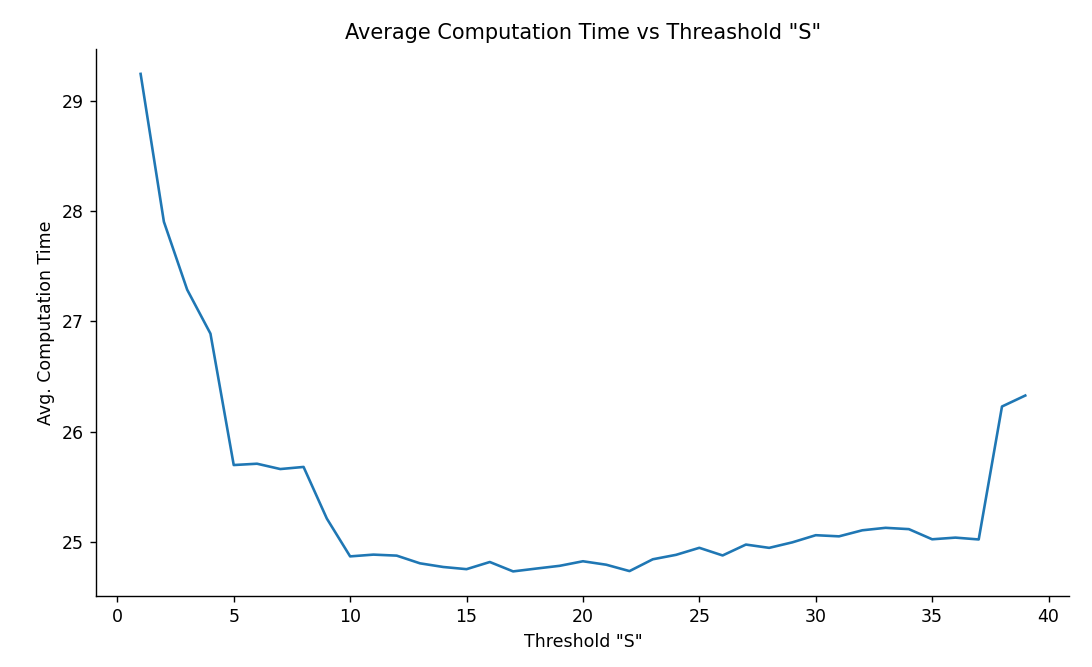 Average Computation Time vs Threashold "S"
29
28
27
26
25
Avg. Computation Time
0 5 10 15 20 25 30 35 40
Threshold "S"